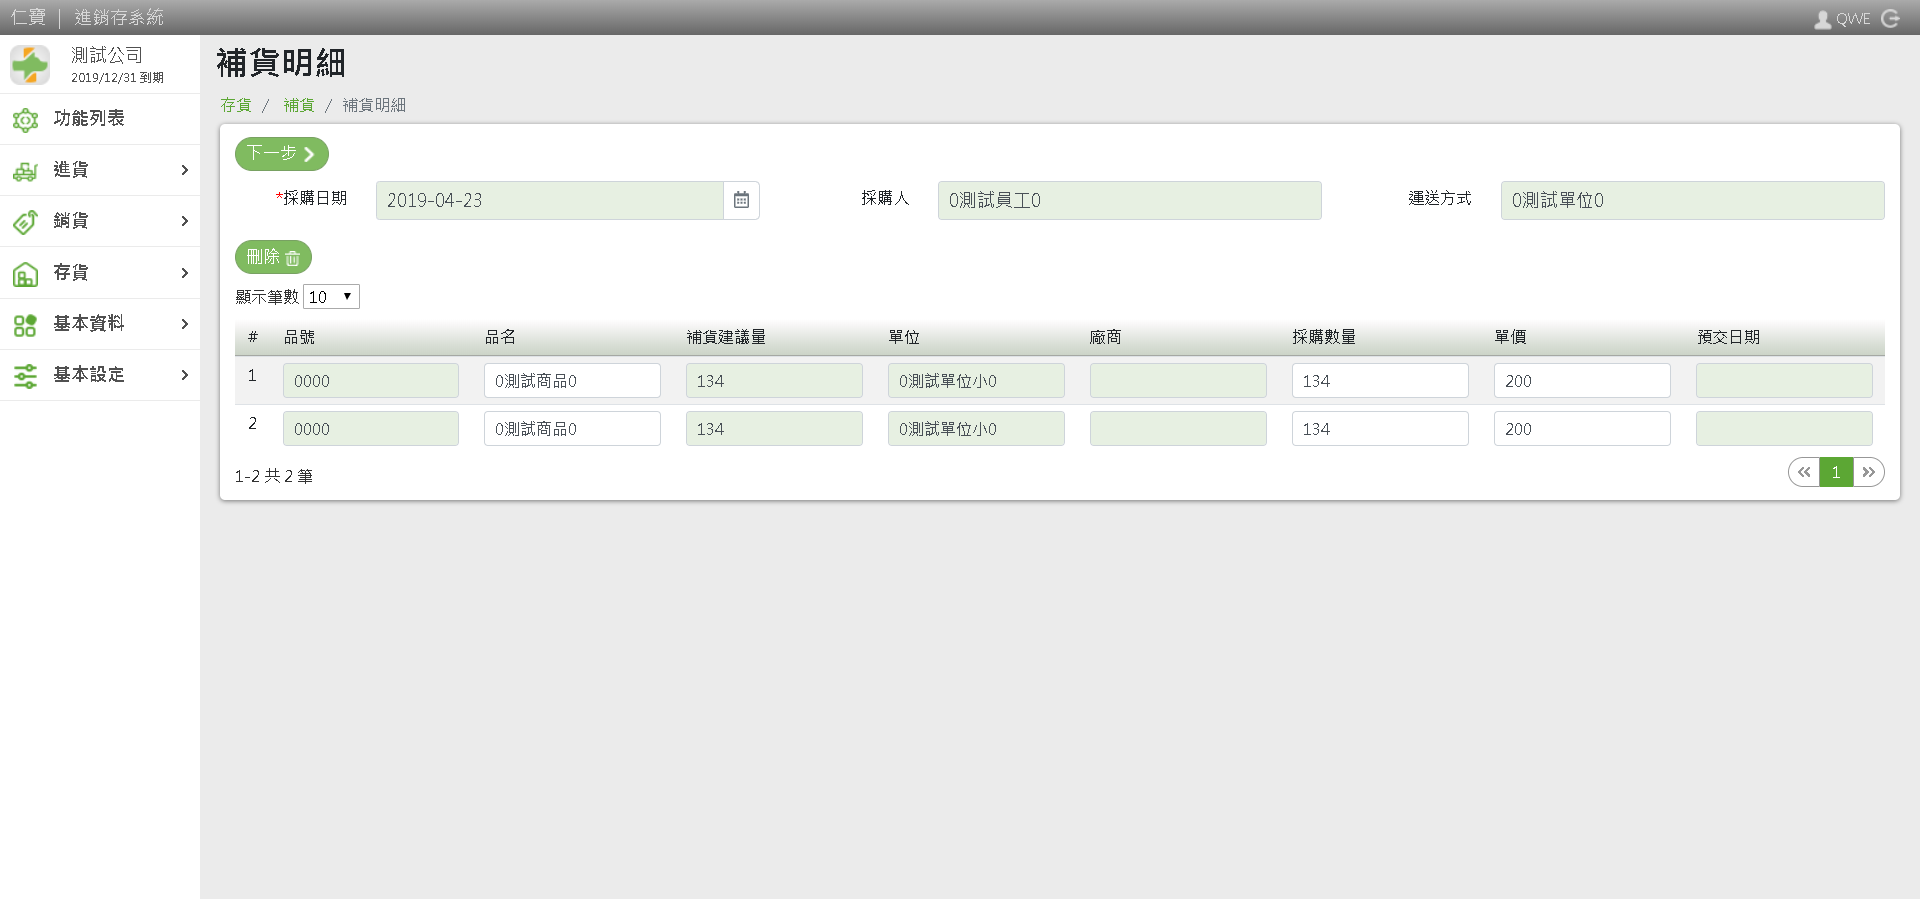 仁寶 | 進銷存系統
QWE
測試公司
2019/12/31 到期
功能列表
進貨
銷貨
存貨
基本資料
基本設定
補貨明細
存貨 / 補貨 / 補貨明細
下一步
*採購日期 2019-04-23 採購人 0測試員工0 運送方式 0測試單位0
刪除
顯示筆數 10
# 品號 品名 補貨建議量 單位 廠商 採購數量 單價 預交日期
1 0000 0測試商品0 134 0測試單位小0 134 200
2 0000 0測試商品0 134 0測試單位小0 134 200
1-2 共 2 筆
« 1 »